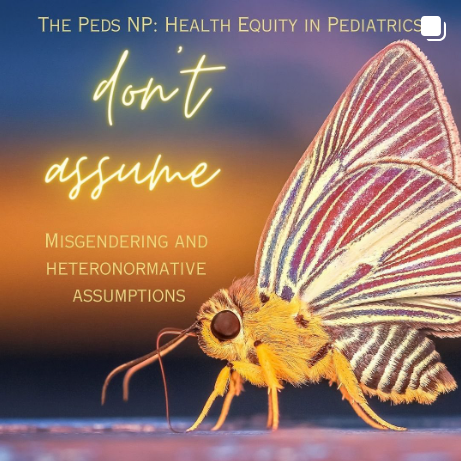 The Peds NP: Health Equity in Pediatrics
don't
assume
Misgendering and
heteronormative
assumptions